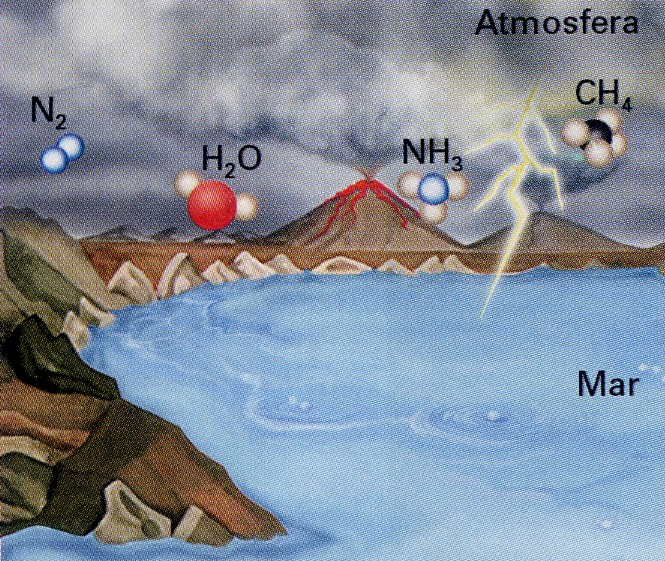 Atmosfera
CH₄
N₂
H₂O
NH₃
Mar